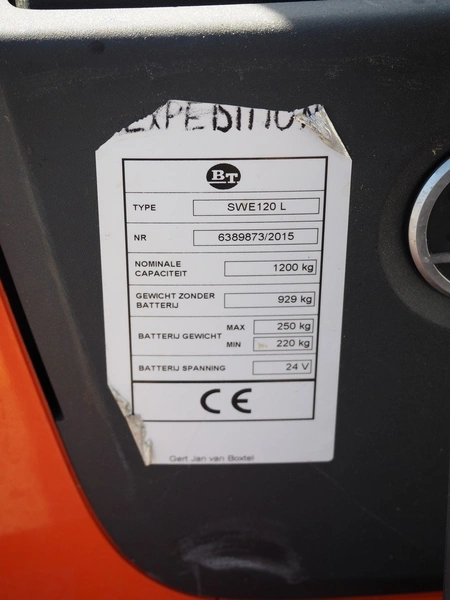 EXPEDITION
BT
TYPE SWE120 L
NR 6389873/2015
NOMINALE
CAPACITEIT 1200 kg
GEWICHT ZONDER
BATTERIJ 929 kg
BATTERIJ GEWICHT MAX 250 kg
MIN 220 kg
BATTERIJ SPANNING 24 V
CE
Gert Jan van Boxtel